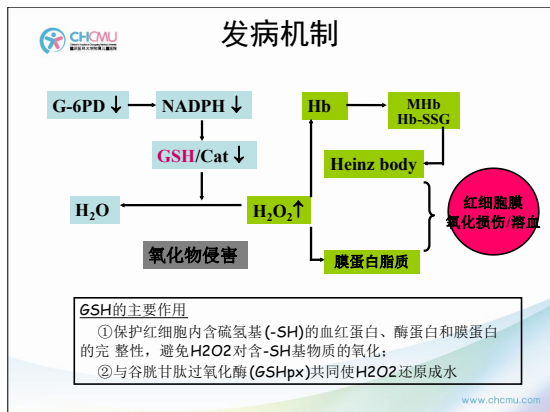 CHCMU
发病机制
G-6PD↓
NADPH↓
Hb
MHb
Hb-SSG
GSH/Cat↓
Heinz body
H₂O
H₂O₂↑
红细胞膜
氧化损伤/溶血
氧化物侵害
膜蛋白脂质
GSH的主要作用
①保护红细胞内含硫氢基(-SH)的血红蛋白、酶蛋白和膜蛋白
的完 整性，避免H2O2对含-SH基物质的氧化；
②与谷胱甘肽过氧化酶(GSHpx)共同使H2O2还原成水
www.chcmu.com